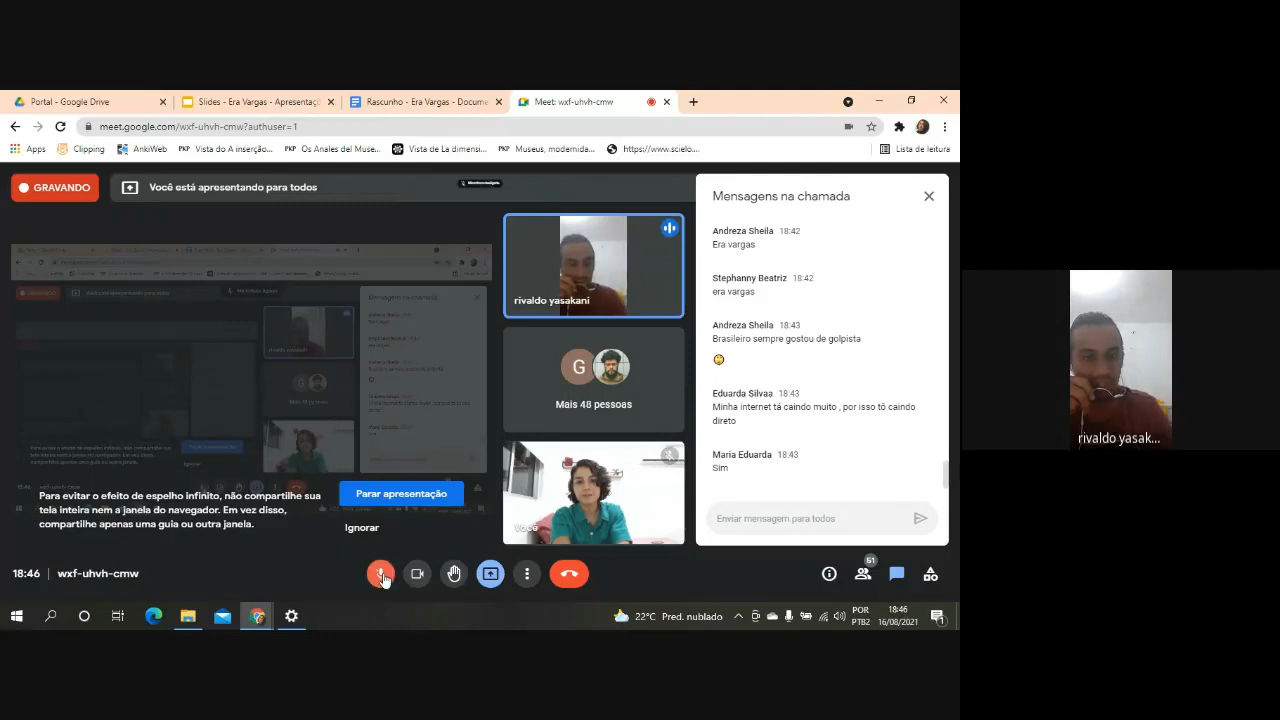 Portal - Google Drive
Slides - Era Vargas - Apresentaçã
Rascunho - Era Vargas - Docume
Meet: wxf-uhvh-cmw
meet.google.com/wxf-uhvh-cmw?authuser=1
Apps
Clipping
AnkiWeb
PKP Vista do A inserção...
PKP Os Anales del Muse...
Vista de La dimensi...
PKP Museus, modernida...
https://www.scielo....
Lista de leitura
GRAVANDO
Você está apresentando para todos
Mensagens na chamada
Andreza Sheila 18:42
Era vargas
Stephanny Beatriz 18:42
era vargas
Andreza Sheila 18:43
Brasileiro sempre gostou de golpista
Eduarda Silvaa 18:43
Minha internet tá caindo muito , por isso tô caindo
direto
Maria Eduarda 18:43
Sim
Enviar mensagem para todos
rivaldo yasakani
G
Mais 48 pessoas
Você
Para evitar o efeito de espelho infinito, não compartilhe sua
tela inteira nem a janela do navegador. Em vez disso,
compartilhe apenas uma guia ou outra janela.
Parar apresentação
Ignorar
18:46 | wxf-uhvh-cmw
51
22°C Pred. nublado
POR
PTB2
18:46
16/08/2021
1
rivaldo yasak...